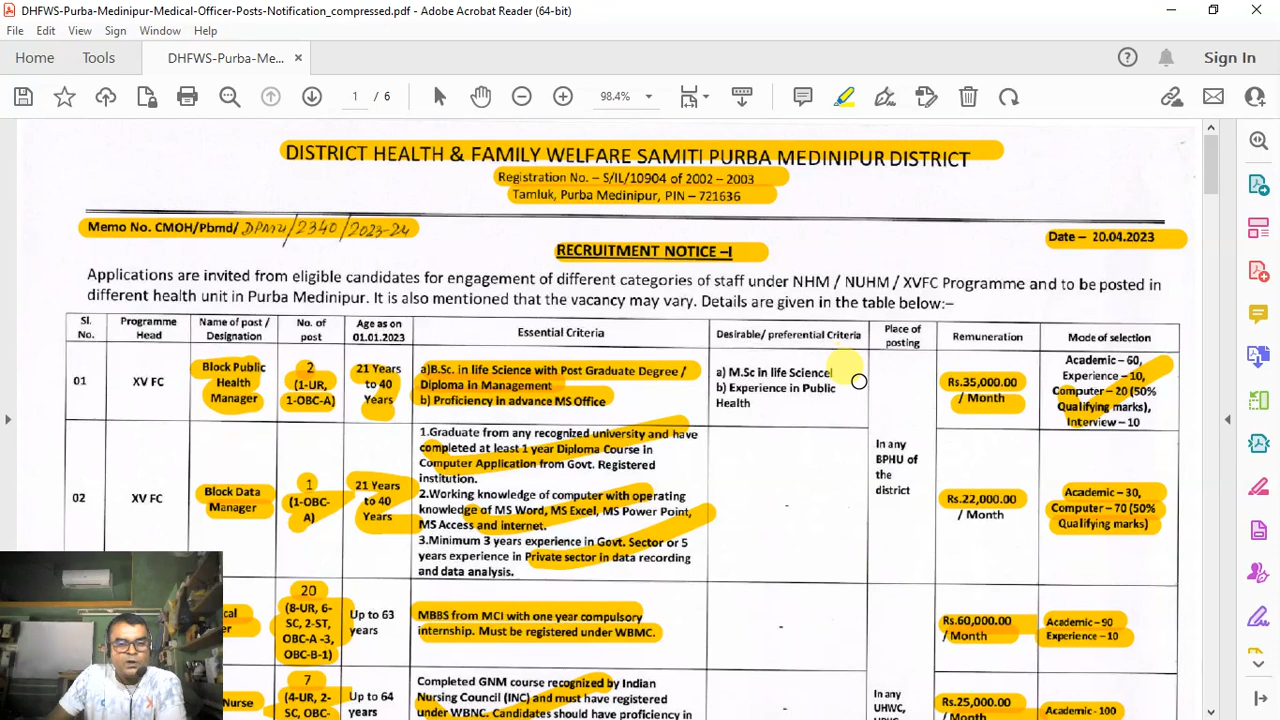 DHFWS-Purba-Medinipur-Medical-Officer-Posts-Notification_compressed.pdf - Adobe Acrobat Reader (64-bit)
File Edit View Sign Window Help
Home Tools DHFWS-Purba-Me... × Sign In
1 / 6 98.4%
DISTRICT HEALTH & FAMILY WELFARE SAMITI PURBA MEDINIPUR DISTRICT
Registration No. – S/IL/10904 of 2002 – 2003
Tamluk, Purba Medinipur, PIN – 721636
Memo No. CMOH/Pbmd/ DPMU/2340/2023-24
Date – 20.04.2023
RECRUITMENT NOTICE –I
Applications are invited from eligible candidates for engagement of different categories of staff under NHM / NUHM / XVFC Programme and to be posted in
different health unit in Purba Medinipur. It is also mentioned that the vacancy may vary. Details are given in the table below:–
Sl. No.
Programme Head
Name of post / Designation
No. of post
Age as on 01.01.2023
Essential Criteria
Desirable/ preferential Criteria
Place of posting
Remuneration
Mode of selection
01
XV FC
Block Public
Health
Manager
2
(1-UR,
1-OBC-A)
21 Years
to 40
Years
a)B.Sc. in life Science with Post Graduate Degree /
Diploma in Management
b) Proficiency in advance MS Office
a) M.Sc in life Science
b) Experience in Public
Health
In any
BPHU of
the
district
Rs.35,000.00
/ Month
Academic – 60,
Experience – 10,
Computer – 20 (50%
Qualifying marks),
Interview – 10
02
XV FC
Block Data
Manager
1
(1-OBC-
A)
21 Years
to 40
Years
1.Graduate from any recognized university and have
completed at least 1 year Diploma Course in
Computer Application from Govt. Registered
institution.
2.Working knowledge of computer with operating
knowledge of MS Word, MS Excel, MS Power Point,
MS Access and internet.
3.Minimum 3 years experience in Govt. Sector or 5
years experience in Private sector in data recording
and data analysis.
-
Rs.22,000.00
/ Month
Academic – 30,
Computer – 70 (50%
Qualifying marks)
20
(8-UR, 6-
SC, 2-ST,
OBC-A -3,
OBC-B-1)
Up to 63
years
MBBS from MCI with one year compulsory
internship. Must be registered under WBMC.
-
Rs.60,000.00
/Month
Academic – 90
Experience – 10
Nurse
7
(4-UR, 2-
SC, OBC-
Up to 64
years
Completed GNM course recognized by Indian
Nursing Council (INC) and must have registered
under WBNC. Candidates should have proficiency in
-
In any
Rs.25,000.00
/Month
Academic - 100